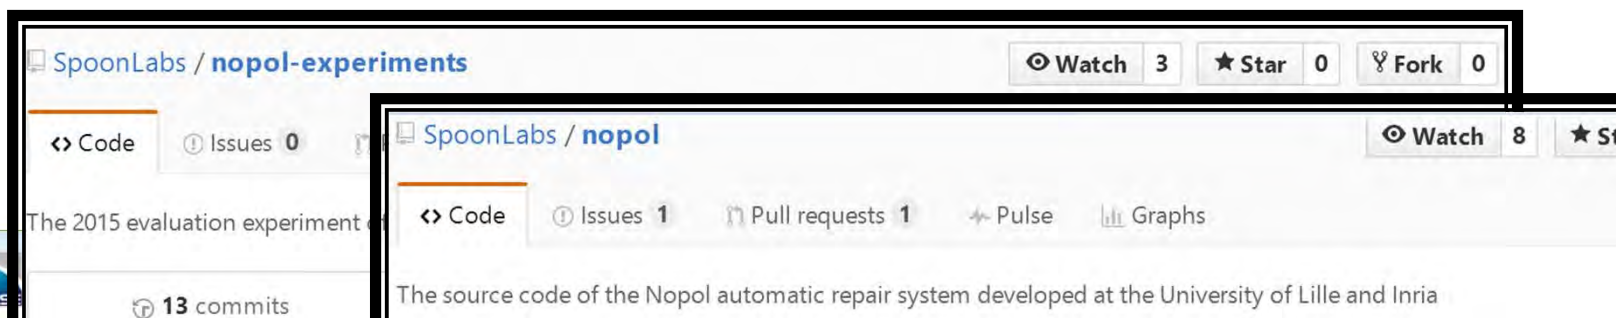 SpoonLabs / nopol-experiments
Watch 3 Star 0 Fork 0
Code Issues 0
The 2015 evaluation experiment
13 commits
SpoonLabs / nopol
Watch 8
Code Issues 1 Pull requests 1 Pulse Graphs
The source code of the Nopol automatic repair system developed at the University of Lille and Inria